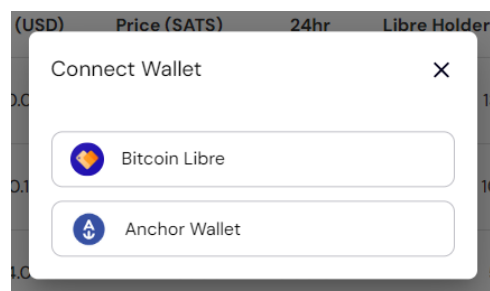 (USD) Price (SATS) 24hr Libre Holder
Connect Wallet
Bitcoin Libre
Anchor Wallet